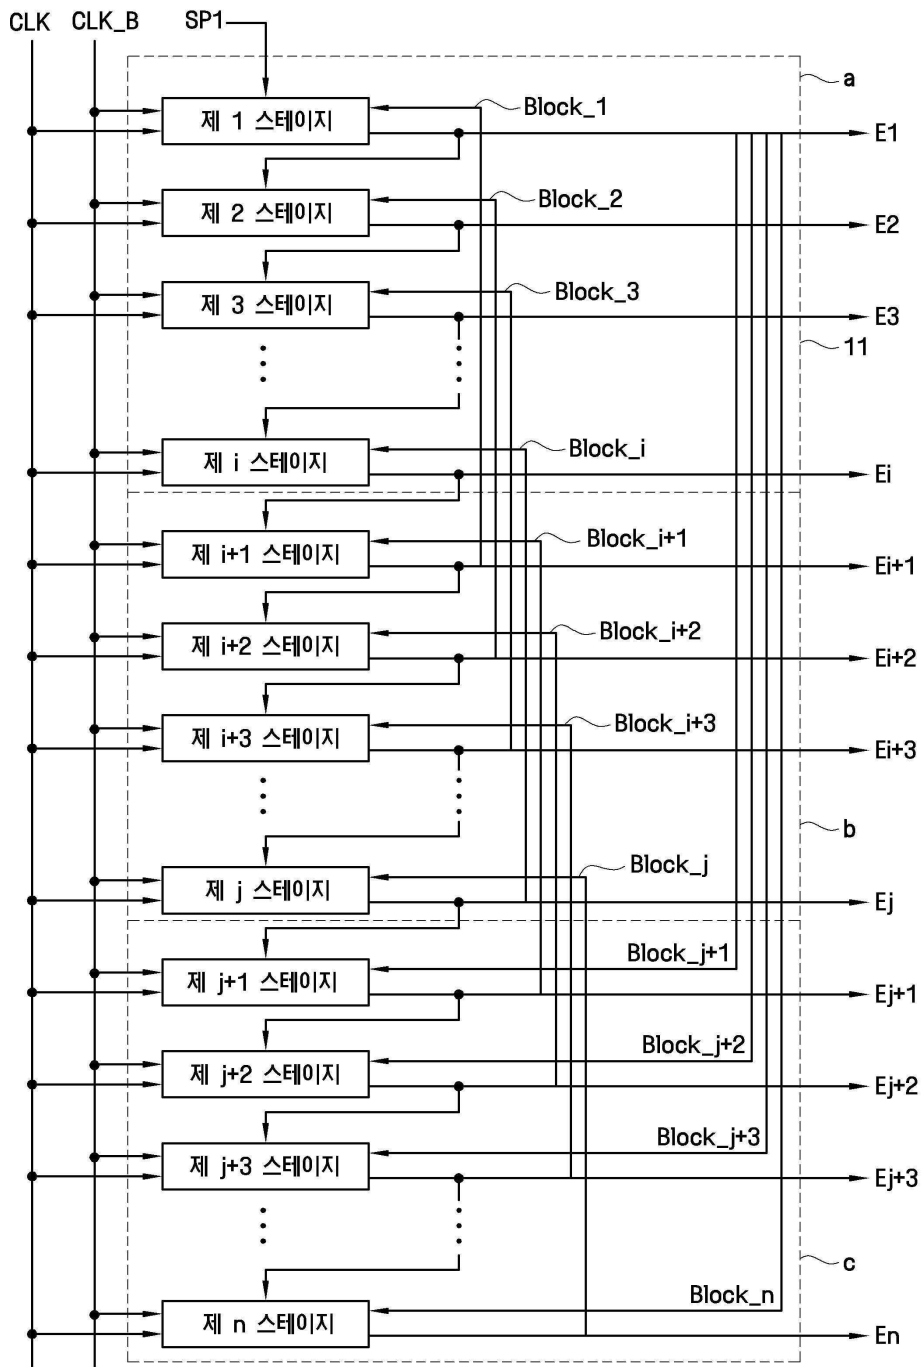 CLK CLK_B SP1
a
Block_1
제 1 스테이지
E1
Block_2
제 2 스테이지
E2
Block_3
제 3 스테이지
E3
11
Block_i
제 i 스테이지
Ei
Block_i+1
제 i+1 스테이지
Ei+1
Block_i+2
제 i+2 스테이지
Ei+2
Block_i+3
제 i+3 스테이지
Ei+3
b
Block_j
제 j 스테이지
Ej
Block_j+1
제 j+1 스테이지
Ej+1
Block_j+2
제 j+2 스테이지
Ej+2
Block_j+3
제 j+3 스테이지
Ej+3
c
Block_n
제 n 스테이지
En